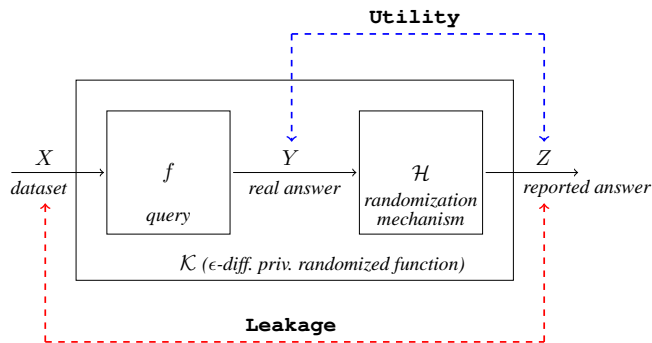 Utility
X
dataset
f
query
Y
real answer
ℋ
randomization
mechanism
Z
reported answer
𝒦 (ϵ-diff. priv. randomized function)
Leakage